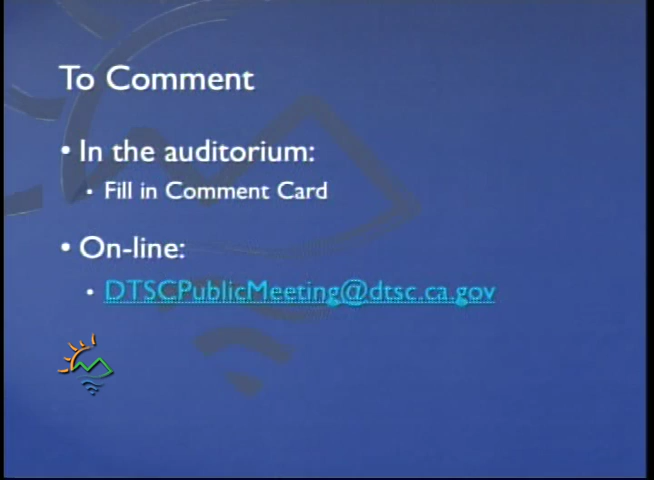 To Comment
• In the auditorium:
• Fill in Comment Card
• On-line:
• DTSCPublicMeeting@dtsc.ca.gov